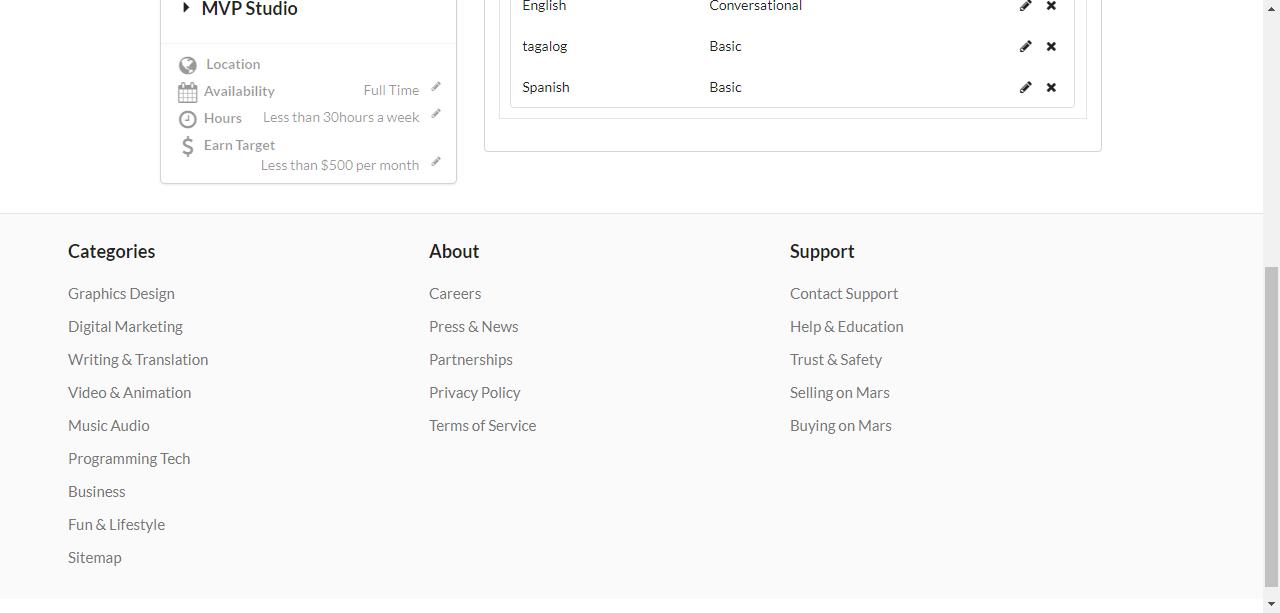 MVP Studio
Location
Availability Full Time
Hours Less than 30hours a week
Earn Target
Less than $500 per month
English Conversational
tagalog Basic
Spanish Basic
Categories
Graphics Design
Digital Marketing
Writing & Translation
Video & Animation
Music Audio
Programming Tech
Business
Fun & Lifestyle
Sitemap
About
Careers
Press & News
Partnerships
Privacy Policy
Terms of Service
Support
Contact Support
Help & Education
Trust & Safety
Selling on Mars
Buying on Mars